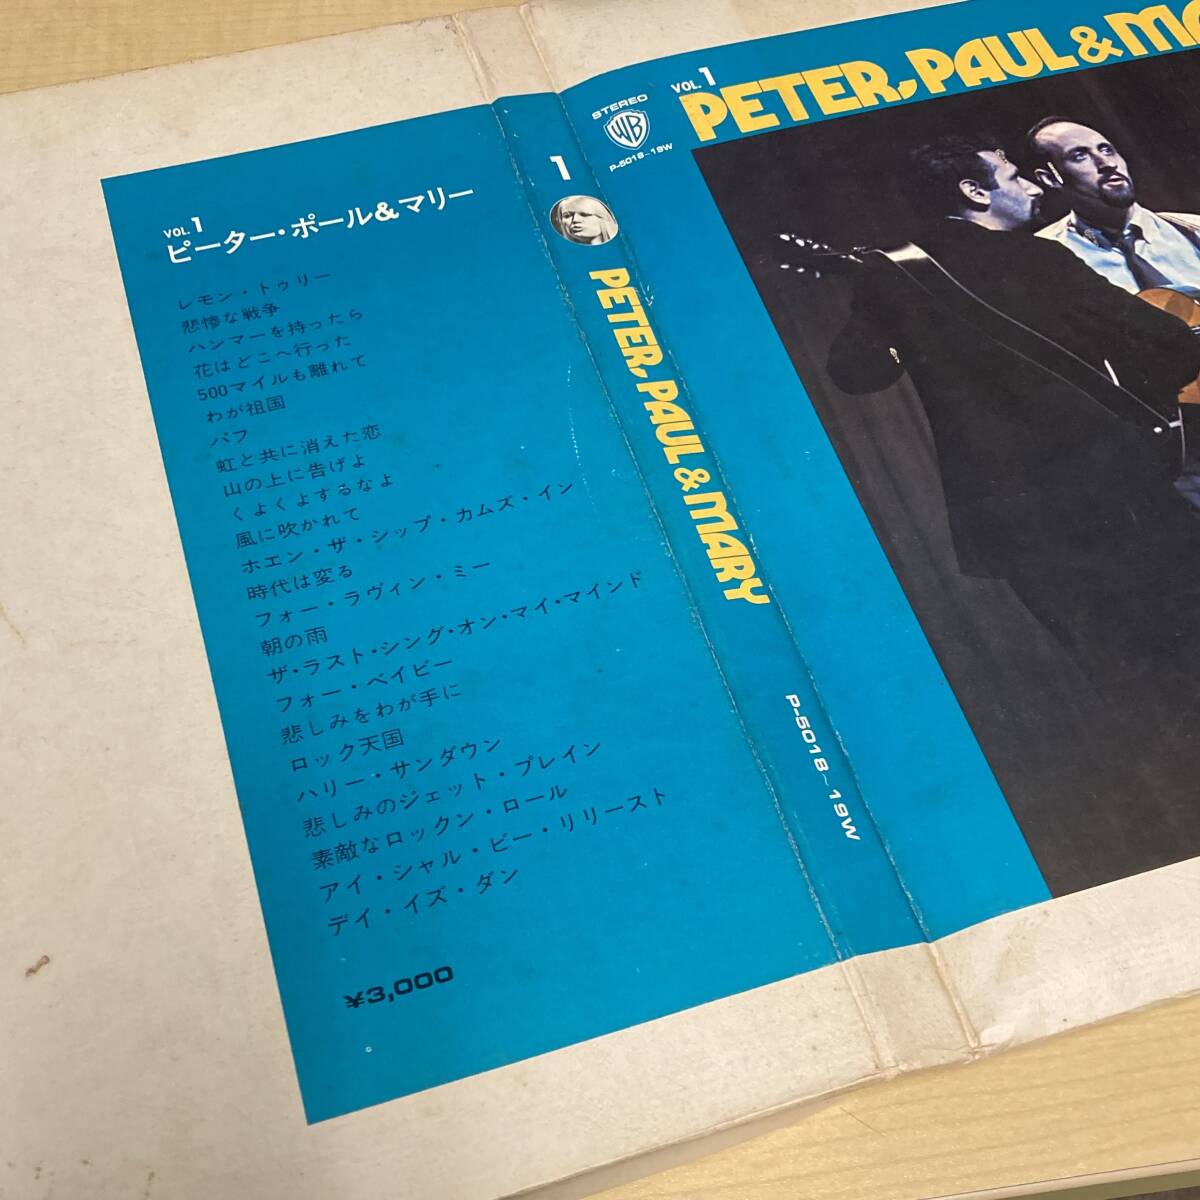 VOL.1
ピーター・ポール&マリー
レモン・トゥリー
悲惨な戦争
ハンマーを持ったら
花はどこへ行った
500マイルも離れて
わが祖国
パフ
虹と共に消えた恋
山の上に告げよ
くよくよするなよ
風に吹かれて
ホエン・ザ・シップ・カムズ・イン
時代は変る
フォー・ラヴィン・ミー
朝の雨
ザ・ラスト・シング・オン・マイ・マインド
フォー・ベイビー
悲しみをわが手に
ロック天国
ハリー・サンダウン
悲しみのジェット・プレイン
素敵なロックン・ロール
アイ・シャル・ビー・リリースト
デイ・イズ・ダン
¥3,000
1
PETER, PAUL & MARY
P-5018~19W
STEREO
WB
P-5018~19W
VOL.1
PETER, PAUL & MA